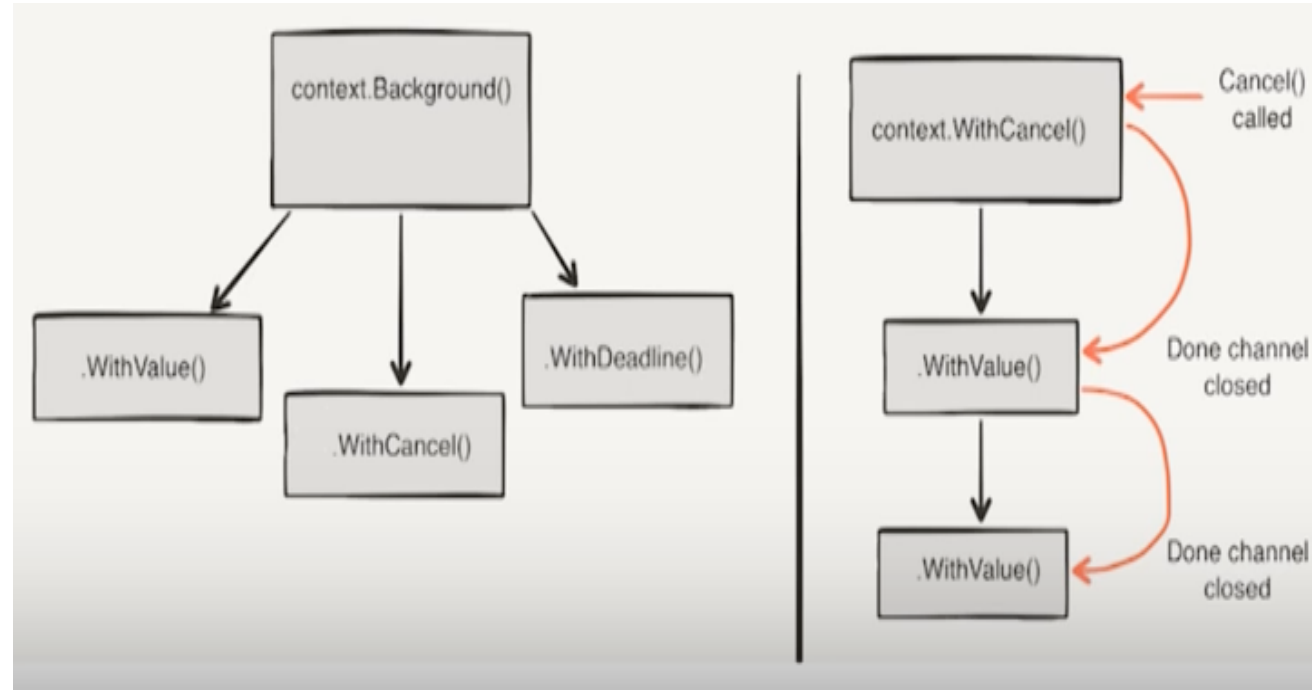 context.Background()
.WithValue()
.WithCancel()
.WithDeadline()
context.WithCancel()
Cancel()
called
.WithValue()
Done channel
closed
.WithValue()
Done channel
closed